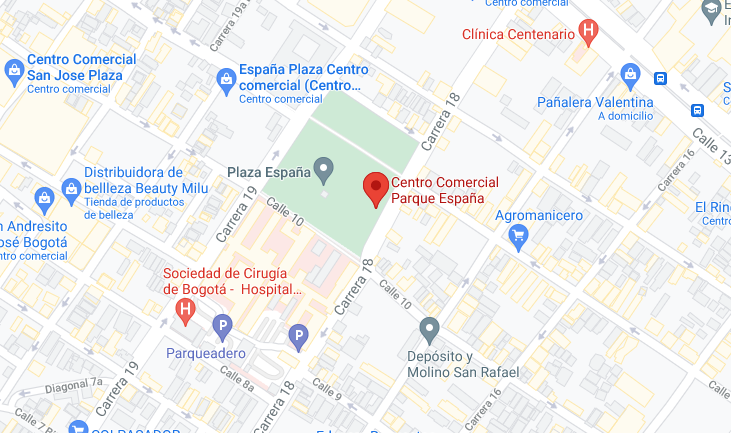 Centro comercial
Carrera 19a
Clínica Centenario
Centro Comercial
San Jose Plaza
Centro comercial
España Plaza Centro
comercial (Centro...
Centro comercial
Pañalera Valentina
A domicilio
Carrera 18
Calle 13
Carrera 16
Plaza España
Centro Comercial
Parque España
Distribuidora de
bellleza Beauty Milu
Tienda de productos
de belleza
Carrera 19
Calle 10
Agromanicero
El Rin
Centro com
n Andresito
José Bogotá
entro comercial
Sociedad de Cirugía
de Bogotá - Hospital...
H
Carrera 18
Calle 10
P
P
Parqueadero
Depósito y
Molino San Rafael
Carrera 19
Diagonal 7a
Calle 8a
Carrera 18
Calle 9
Carrera 16
Calle 7
COLPASADOR